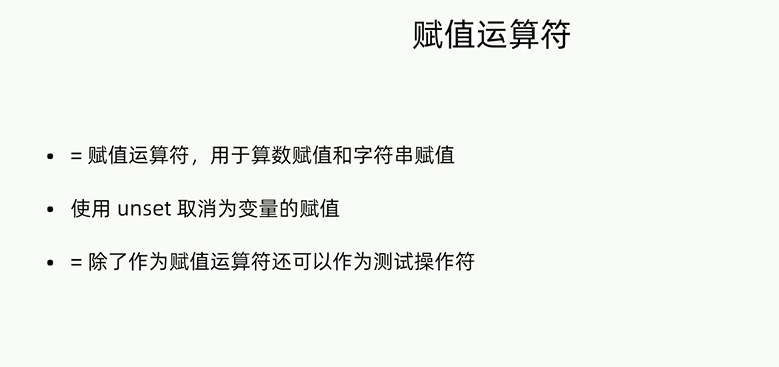 赋值运算符
• = 赋值运算符，用于算数赋值和字符串赋值
• 使用 unset 取消为变量的赋值
• = 除了作为赋值运算符还可以作为测试操作符